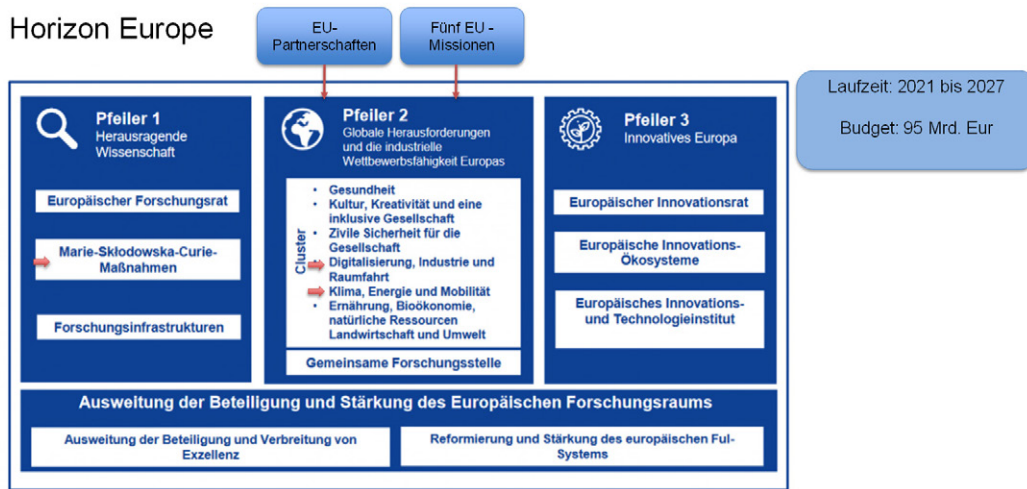 Horizon Europe
EU-
Partnerschaften
Fünf EU -
Missionen
Laufzeit: 2021 bis 2027
Budget: 95 Mrd. Eur
Pfeiler 1
Herausragende
Wissenschaft
Europäischer Forschungsrat
Marie-Skłodowska-Curie-
Maßnahmen
Forschungsinfrastrukturen
Pfeiler 2
Globale Herausforderungen
und die industrielle
Wettbewerbsfähigkeit Europas
Cluster
• Gesundheit
• Kultur, Kreativität und eine
inklusive Gesellschaft
• Zivile Sicherheit für die
Gesellschaft
Digitalisierung, Industrie und
Raumfahrt
Klima, Energie und Mobilität
• Ernährung, Bioökonomie,
natürliche Ressourcen
Landwirtschaft und Umwelt
Gemeinsame Forschungsstelle
Pfeiler 3
Innovatives Europa
Europäischer Innovationsrat
Europäische Innovations-
Ökosysteme
Europäisches Innovations-
und Technologieinstitut
Ausweitung der Beteiligung und Stärkung des Europäischen Forschungsraums
Ausweitung der Beteiligung und Verbreitung von
Exzellenz
Reformierung und Stärkung des europäischen FuI-
Systems